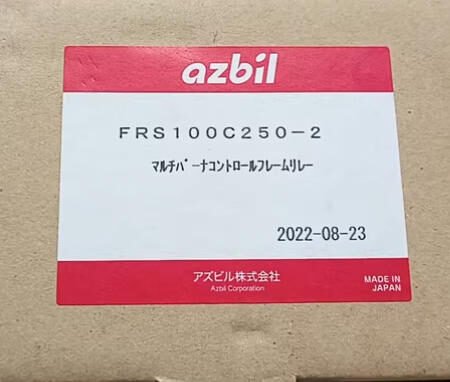 azbil
FRS100C250-2
マルチバーナコントロールフレームリレー
2022-08-23
アズビル株式会社
Azbil Corporation
MADE IN
JAPAN